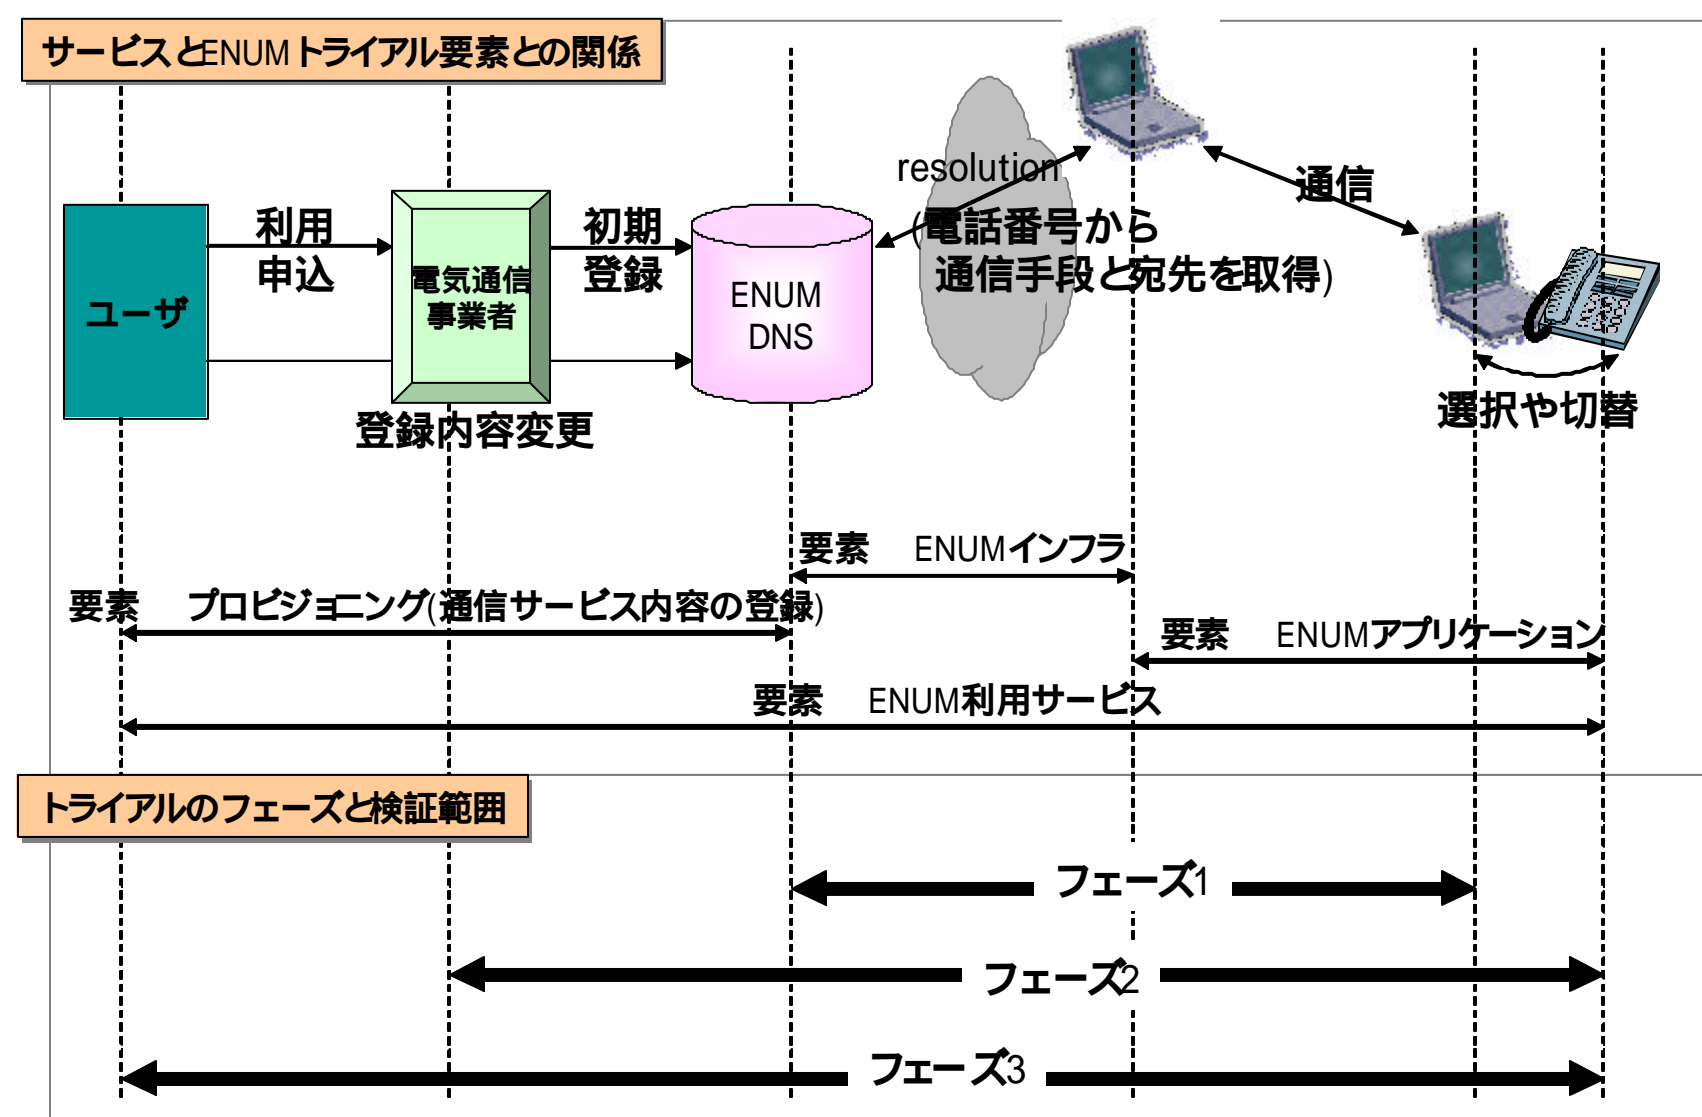 サービスとENUMトライアル要素との関係
resolution
(電話番号から
通信手段と宛先を取得)
通信
利用
申込
初期
登録
ユーザ
電気通信
事業者
ENUM
DNS
登録内容変更
選択や切替
要素 ENUMインフラ
要素 プロビジョニング(通信サービス内容の登録)
要素 ENUMアプリケーション
要素 ENUM利用サービス
トライアルのフェーズと検証範囲
フェーズ1
フェーズ2
フェーズ3